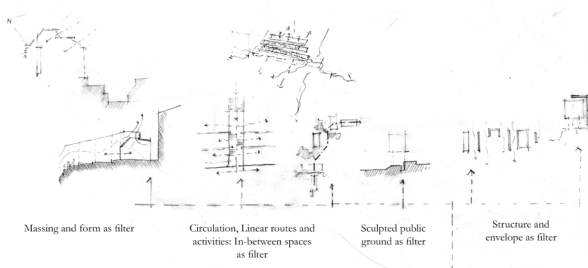 N
Massing and form as filter
Circulation, Linear routes and
activities: In-between spaces
as filter
Sculpted public
ground as filter
Structure and
envelope as filter